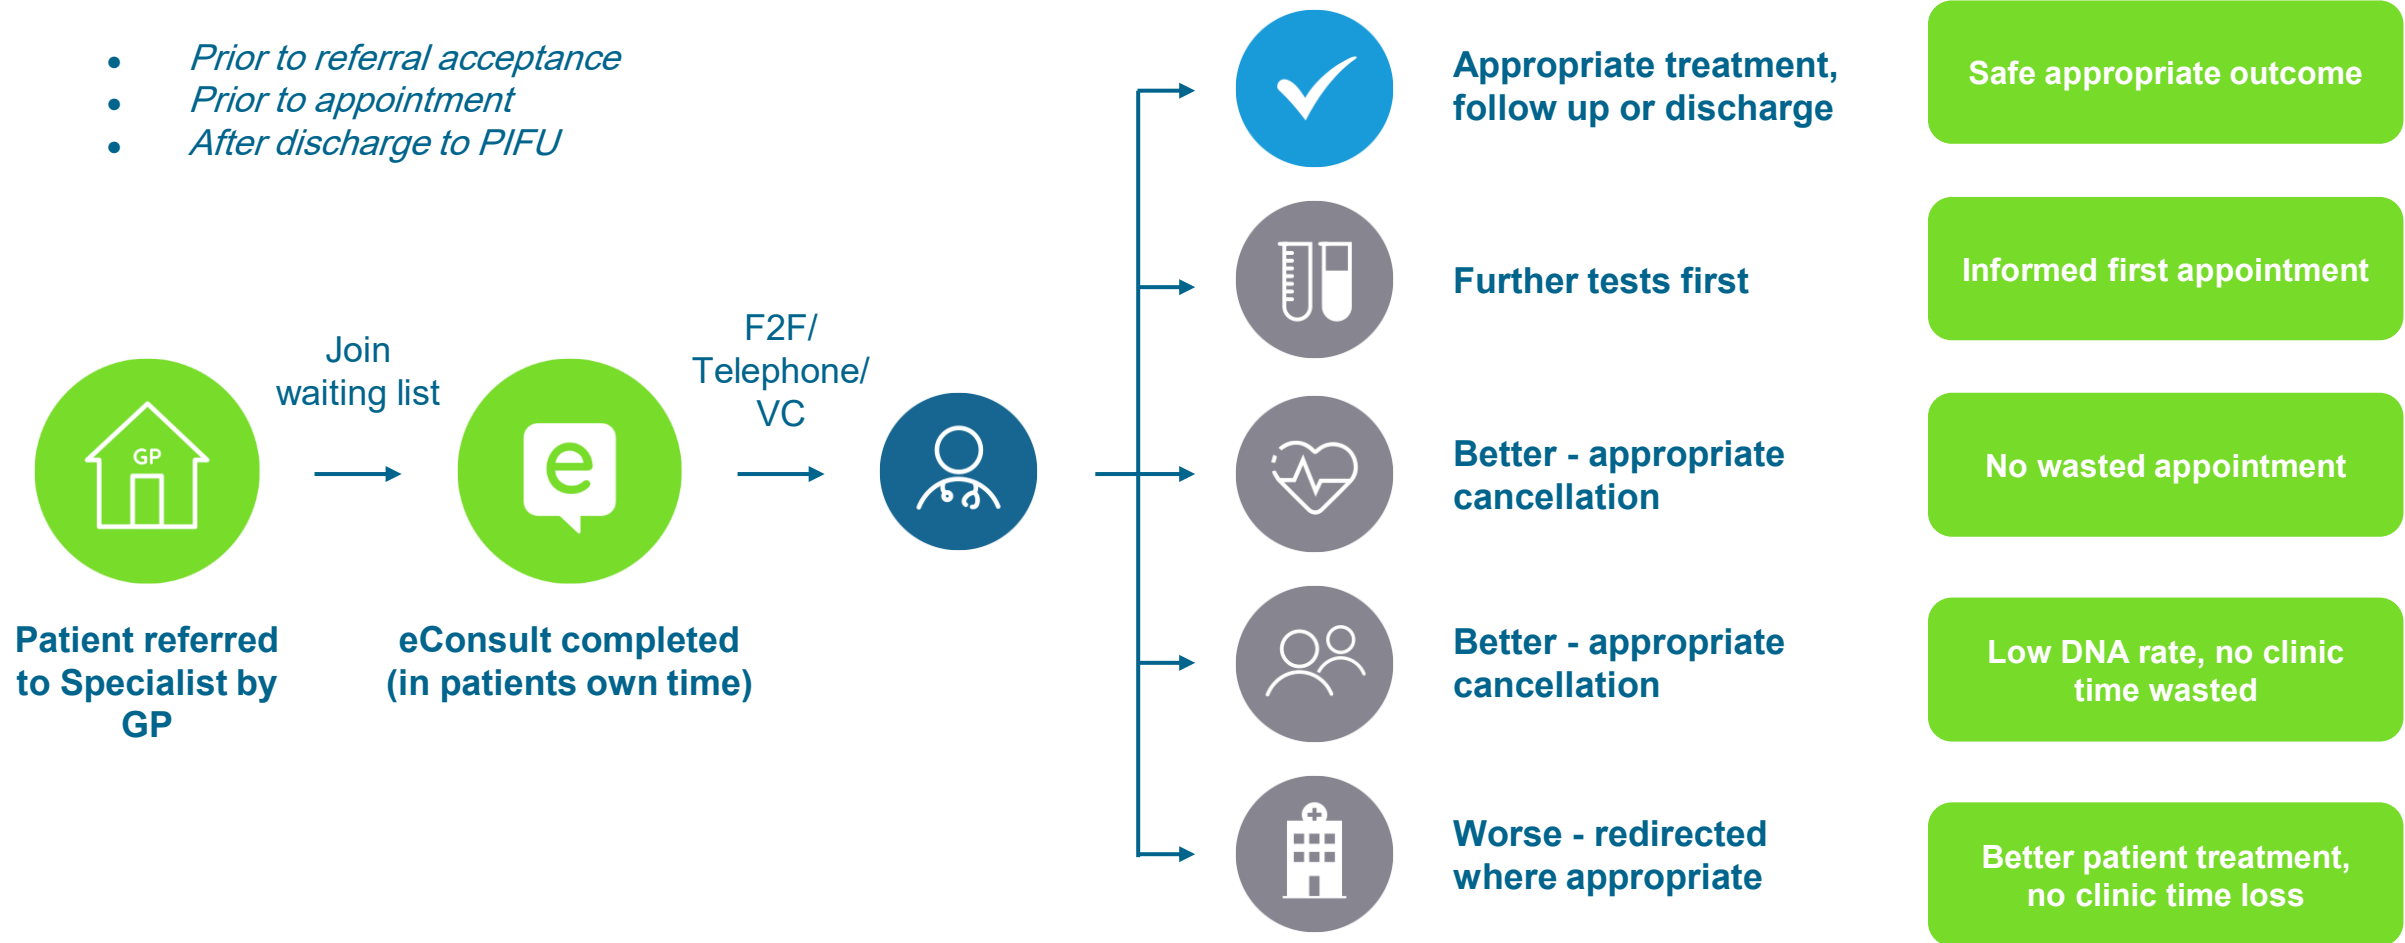 • Prior to referral acceptance
• Prior to appointment
• After discharge to PIFU
GP
Patient referred
to Specialist by
GP
Join
waiting list
e
eConsult completed
(in patients own time)
F2F/
Telephone/
VC
Appropriate treatment,
follow up or discharge
Safe appropriate outcome
Further tests first
Informed first appointment
Better - appropriate
cancellation
No wasted appointment
Better - appropriate
cancellation
Low DNA rate, no clinic
time wasted
Worse - redirected
where appropriate
Better patient treatment,
no clinic time loss